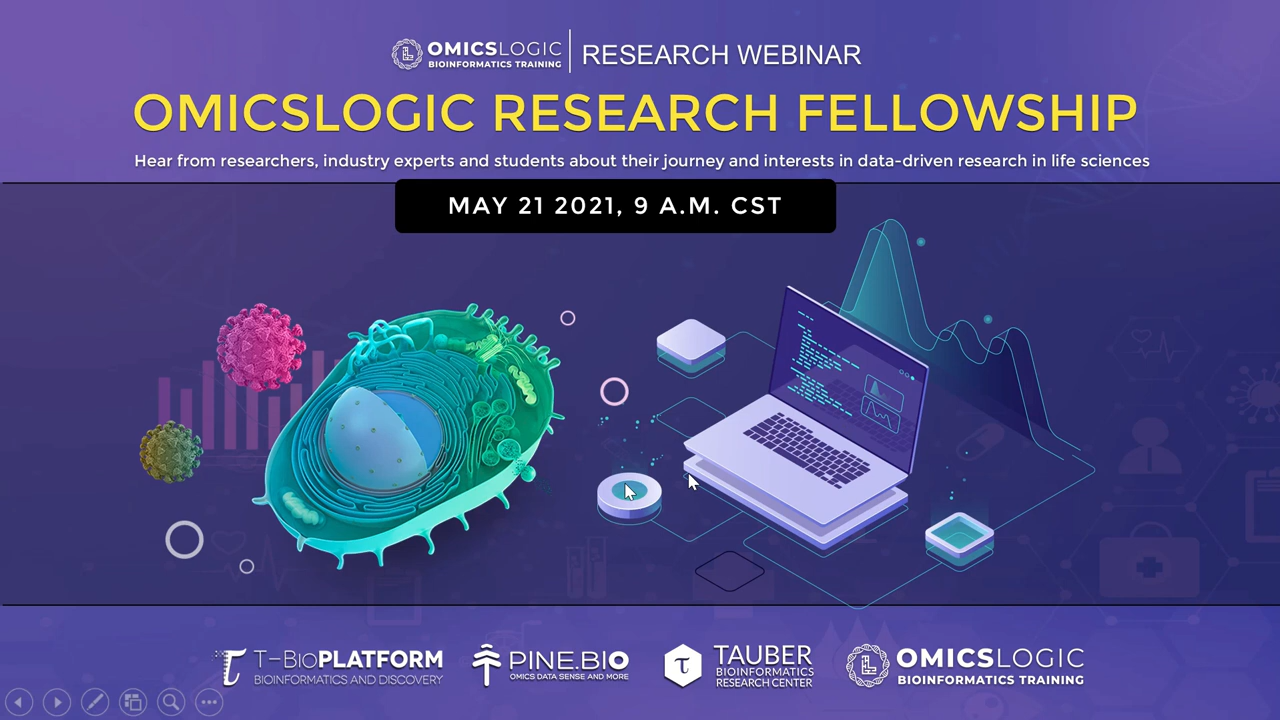 OMICSLOGIC
BIOINFORMATICS TRAINING
RESEARCH WEBINAR
OMICSLOGIC RESEARCH FELLOWSHIP
Hear from researchers, industry experts and students about their journey and interests in data-driven research in life sciences
MAY 21 2021, 9 A.M. CST
T-BioPLATFORM
BIOINFORMATICS AND DISCOVERY
PINE.BIO
OMICS DATA SENSE AND MORE
TAUBER
BIOINFORMATICS
RESEARCH CENTER
OMICSLOGIC
BIOINFORMATICS TRAINING